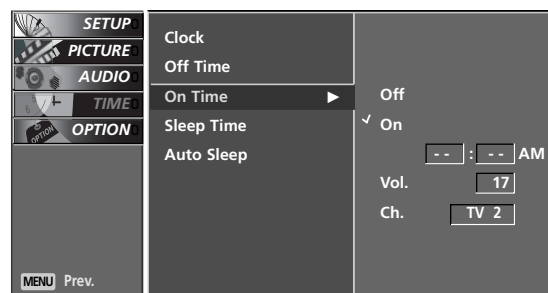 SETUP
PICTURE
AUDIO
TIME
OPTION
MENU Prev.
Clock
Off Time
On Time ►
Sleep Time
Auto Sleep
Off
✓ On
- - : - - AM
Vol. 17
Ch. TV 2